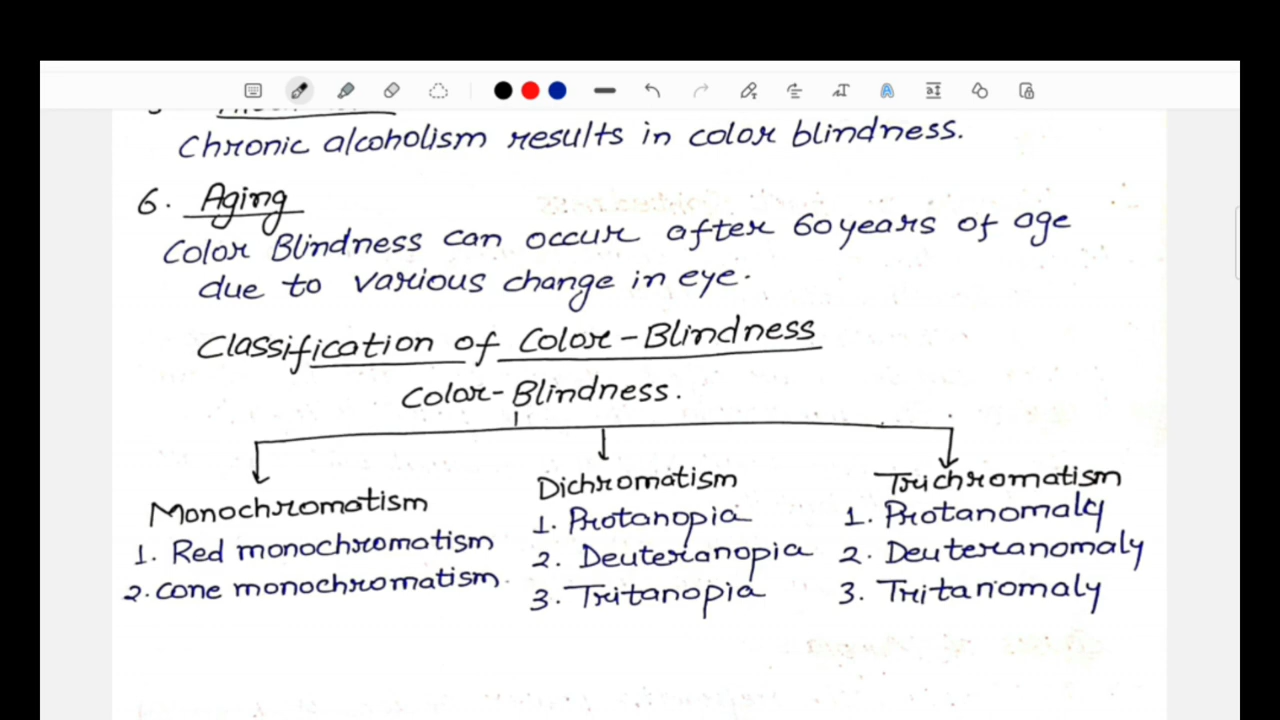 Chronic alcoholism results in color blindness.
6. Aging
Color Blindness can occur after 60 years of age
due to various change in eye.
Classification of Color-Blindness
Color-Blindness.
Monochromatism
1. Red monochromatism
2. cone monochromatism.
Dichromatism
1. Protanopia
2. Deuteranopia
3. Tritanopia
Trichromatism
1. Protanomaly
2. Deuteranomaly
3. Tritanomaly